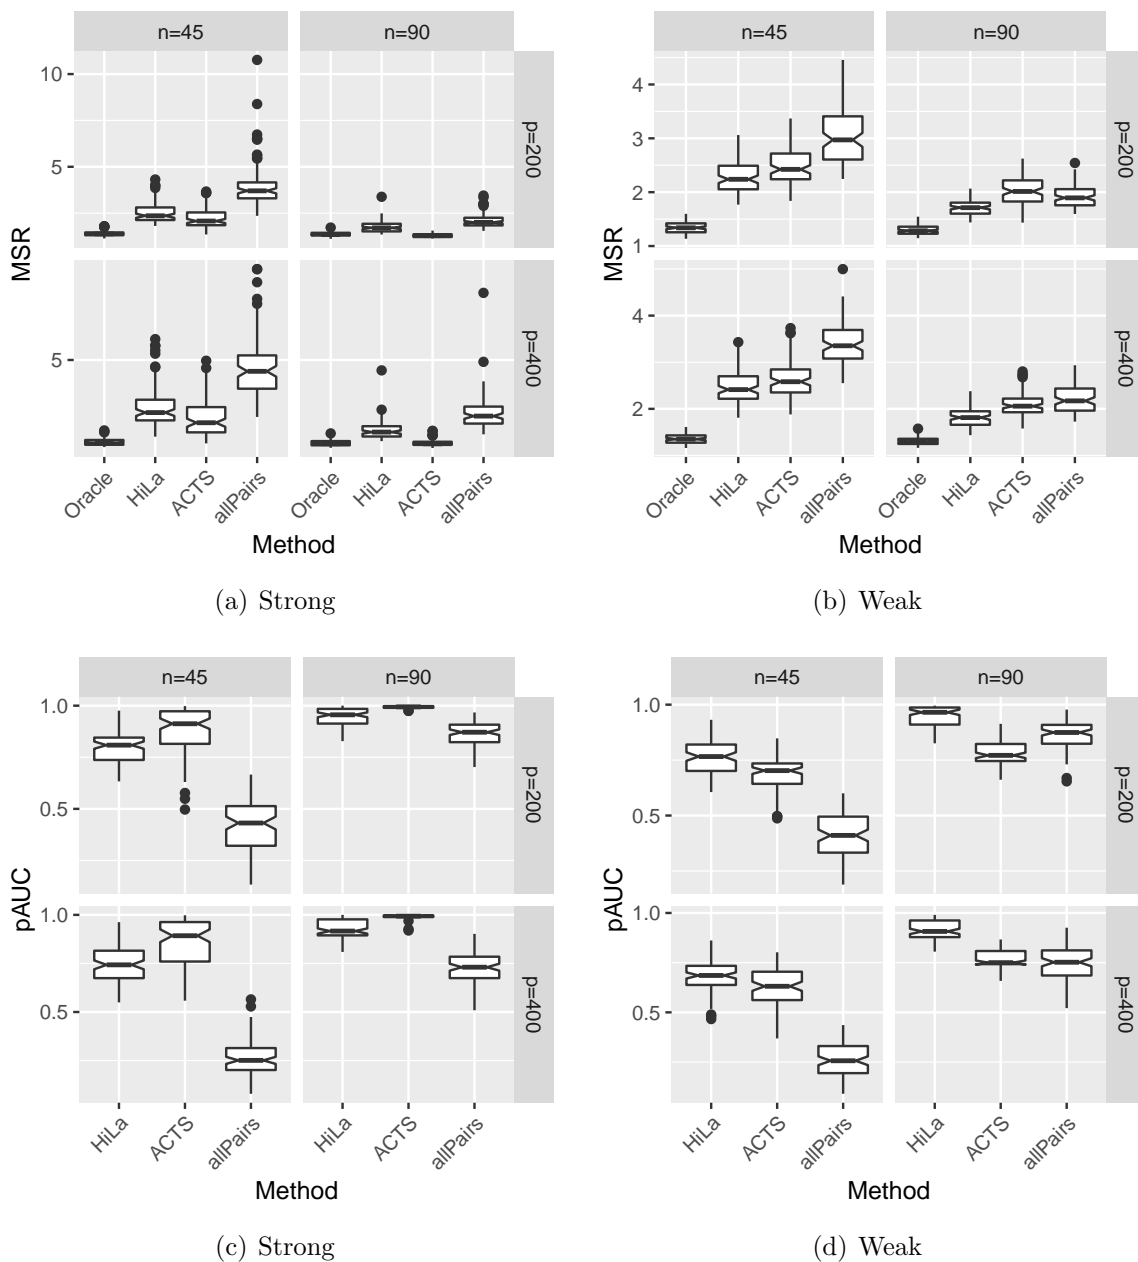 n=45
n=90
10
5
p=200
MSR
5
p=400
Oracle
HiLa
ACTS
allPairs
Oracle
HiLa
ACTS
allPairs
Method
(a) Strong
n=45
n=90
4
3
2
1
p=200
MSR
4
2
p=400
Oracle
HiLa
ACTS
allPairs
Oracle
HiLa
ACTS
allPairs
Method
(b) Weak
n=45
n=90
1.0
0.5
p=200
pAUC
1.0
0.5
p=400
HiLa
ACTS
allPairs
HiLa
ACTS
allPairs
Method
(c) Strong
n=45
n=90
1.0
0.5
p=200
pAUC
1.0
0.5
p=400
HiLa
ACTS
allPairs
HiLa
ACTS
allPairs
Method
(d) Weak